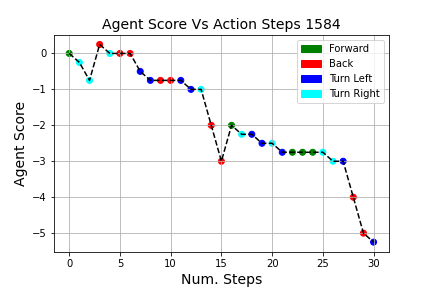 Agent Score Vs Action Steps 1584
Forward
Back
Turn Left
Turn Right
Agent Score
0
−1
−2
−3
−4
−5
0 5 10 15 20 25 30
Num. Steps